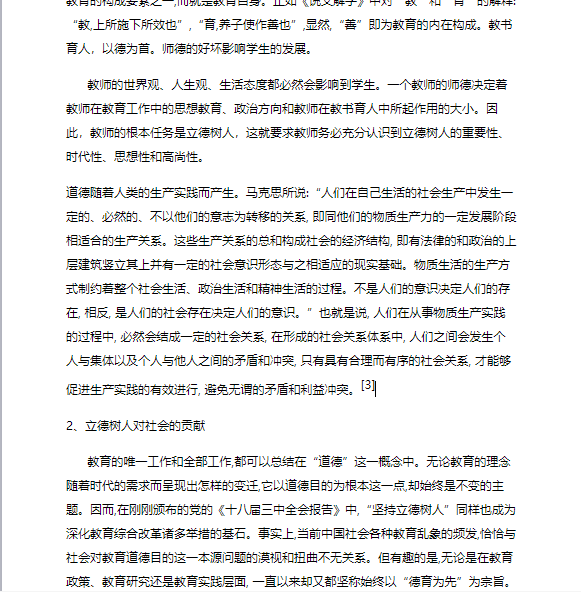 教育的构成要素之一,而就是教育自身。正如《说文解字》中对“教”和“育”的解释:
“教,上所施下所效也”,“育,养子使作善也”,显然,“善”即为教育的内在构成。教书
育人，以德为首。师德的好坏影响学生的发展。
教师的世界观、人生观、生活态度都必然会影响到学生。一个教师的师德决定着
教师在教育工作中的思想教育、政治方向和教师在教书育人中所起作用的大小。因
此，教师的根本任务是立德树人，这就要求教师务必充分认识到立德树人的重要性、
时代性、思想性和高尚性。
道德随着人类的生产实践而产生。马克思所说:“人们在自己生活的社会生产中发生一
定的、必然的、不以他们的意志为转移的关系, 即同他们的物质生产力的一定发展阶段
相适合的生产关系。这些生产关系的总和构成社会的经济结构, 即有法律的和政治的上
层建筑竖立其上并有一定的社会意识形态与之相适应的现实基础。物质生活的生产方
式制约着整个社会生活、政治生活和精神生活的过程。不是人们的意识决定人们的存
在, 相反, 是人们的社会存在决定人们的意识。”也就是说, 人们在从事物质生产实践
的过程中, 必然会结成一定的社会关系, 在形成的社会关系体系中, 人们之间会发生个
人与集体以及个人与他人之间的矛盾和冲突, 只有具有合理而有序的社会关系, 才能够
促进生产实践的有效进行, 避免无谓的矛盾和利益冲突。[3]
2、立德树人对社会的贡献
教育的唯一工作和全部工作,都可以总结在“道德”这一概念中。无论教育的理念
随着时代的需求而呈现出怎样的变迁,它以道德目的为根本这一点,却始终是不变的主
题。因而,在刚刚颁布的党的《十八届三中全会报告》中,“坚持立德树人”同样也成为
深化教育综合改革诸多举措的基石。事实上,当前中国社会各种教育乱象的频发,恰恰与
社会对教育道德目的这一本源问题的漠视和扭曲不无关系。但有趣的是,无论是在教育
政策、教育研究还是教育实践层面, 一直以来却又都坚称始终以“德育为先”为宗旨。